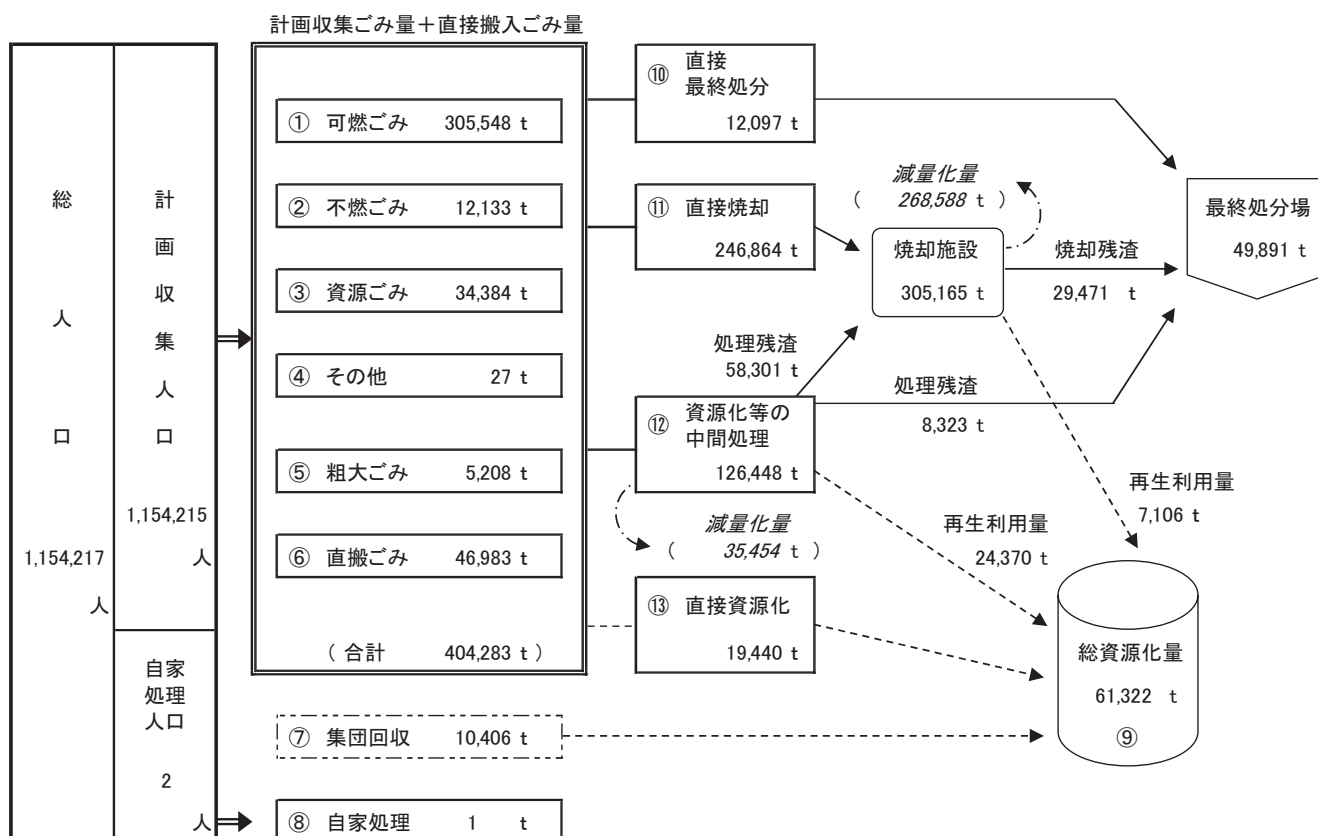 計画収集ごみ量＋直接搬入ごみ量
総人口
1,154,217
人
計画収集人口
1,154,215
人
自家
処理
人口
2
人
① 可燃ごみ 305,548 t
② 不燃ごみ 12,133 t
③ 資源ごみ 34,384 t
④ その他 27 t
⑤ 粗大ごみ 5,208 t
⑥ 直搬ごみ 46,983 t
（合計 404,283 t）
⑦ 集団回収 10,406 t
⑧ 自家処理 1 t
⑩ 直接
最終処分
12,097 t
⑪ 直接焼却
246,864 t
減量化量
（ 268,588 t ）
焼却施設
305,165 t
焼却残渣
29,471 t
最終処分場
49,891 t
処理残渣
58,301 t
⑫ 資源化等の
中間処理
126,448 t
処理残渣
8,323 t
減量化量
（ 35,454 t ）
再生利用量
7,106 t
再生利用量
24,370 t
⑬ 直接資源化
19,440 t
総資源化量
61,322 t
⑨